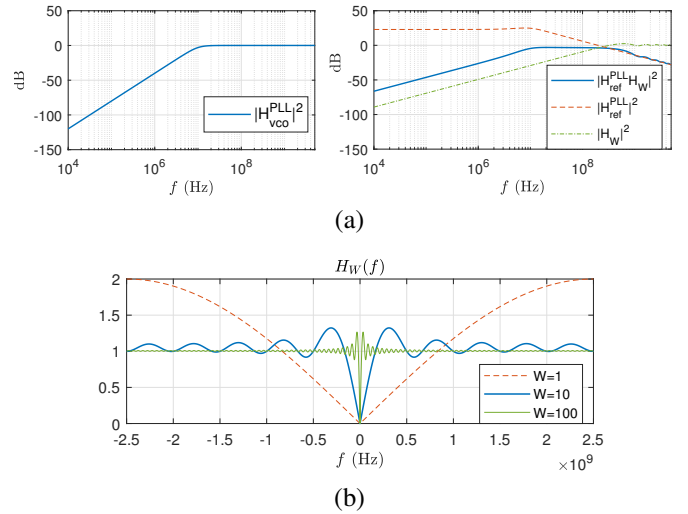 50
0
-50
-100
-150
dB
10^4 10^6 10^8
f (Hz)
|H_vco^PLL|^2
50
0
-50
-100
-150
dB
10^4 10^6 10^8
f (Hz)
|H_ref^PLL H_W|^2
|H_ref^PLL|^2
|H_W|^2
(a)
H_W(f)
2
1.5
1
0.5
0
-2.5 -2 -1.5 -1 -0.5 0 0.5 1 1.5 2 2.5
f (Hz)
×10^9
W=1
W=10
W=100
(b)